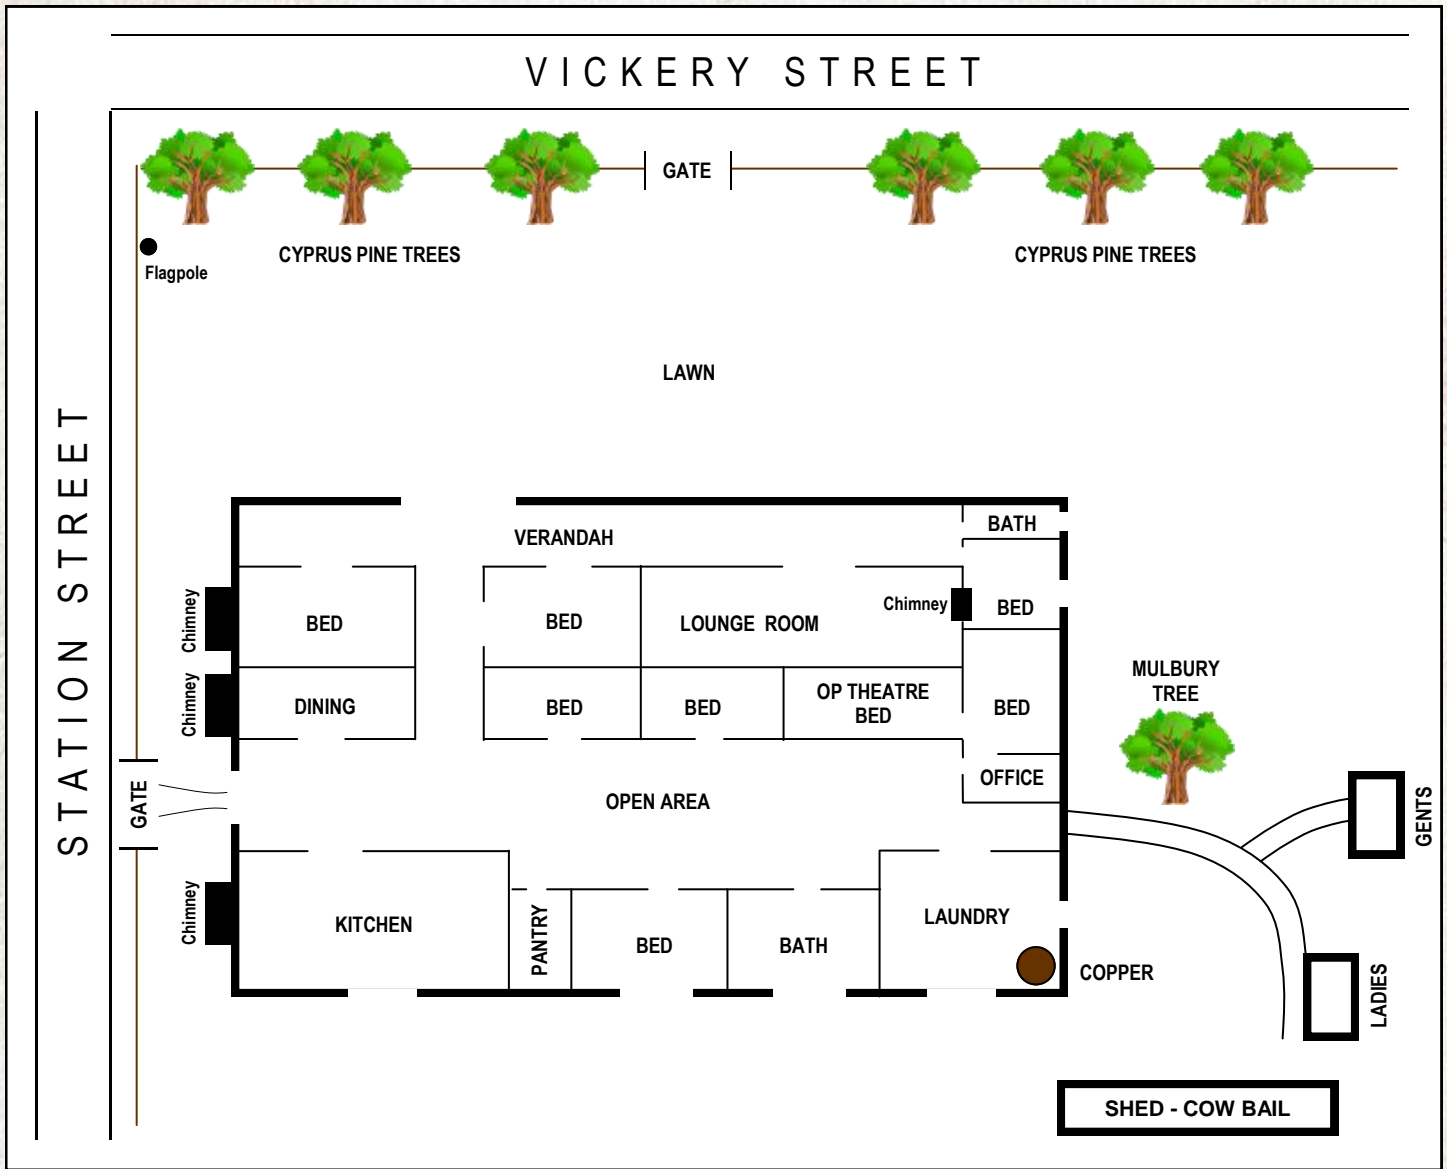 VICKERY STREET
GATE
CYPRUS PINE TREES
CYPRUS PINE TREES
Flagpole
LAWN
STATION STREET
BATH
VERANDAH
Chimney
BED
BED
LOUNGE ROOM
Chimney
BED
MULBURY
TREE
Chimney
DINING
BED
BED
OP THEATRE
BED
BED
OFFICE
GATE
OPEN AREA
GENTS
Chimney
KITCHEN
PANTRY
BED
BATH
LAUNDRY
COPPER
LADIES
SHED - COW BAIL